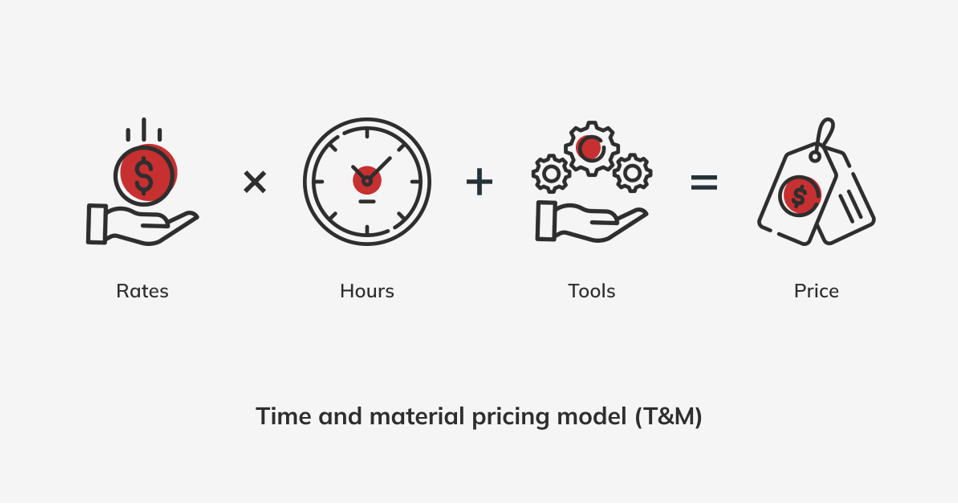 $ $
× + =
Rates Hours Tools Price
Time and material pricing model (T&M)